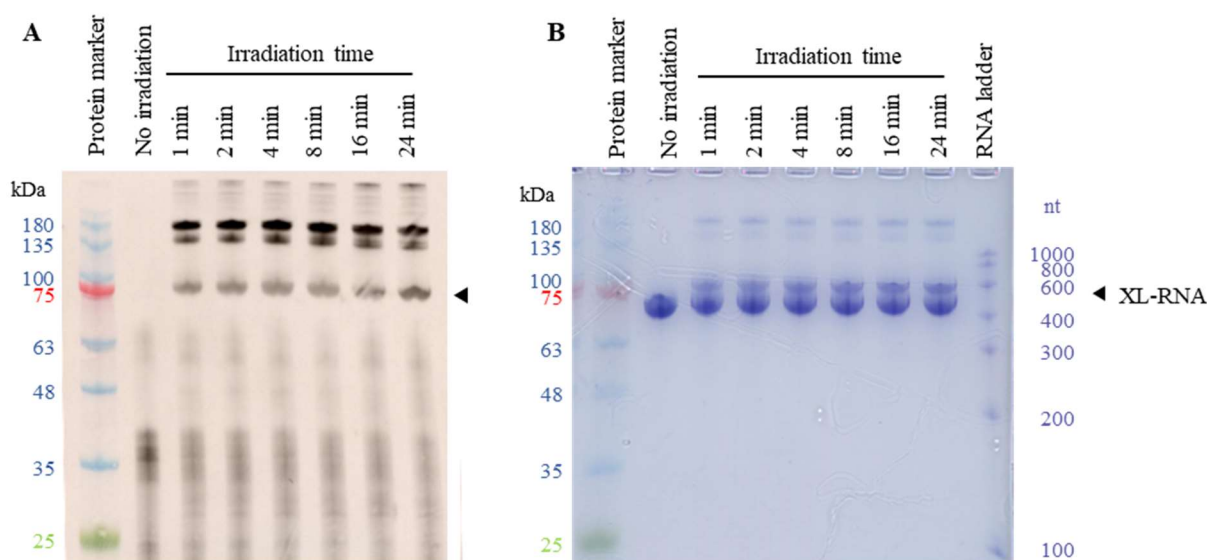 A
Protein marker
No irradiation
Irradiation time
1 min
2 min
4 min
8 min
16 min
24 min
kDa
180
135
100
75
63
48
35
25
B
Protein marker
No irradiation
Irradiation time
1 min
2 min
4 min
8 min
16 min
24 min
RNA ladder
kDa
180
135
100
75
63
48
35
25
nt
1000
800
600
400
300
200
100
XL-RNA